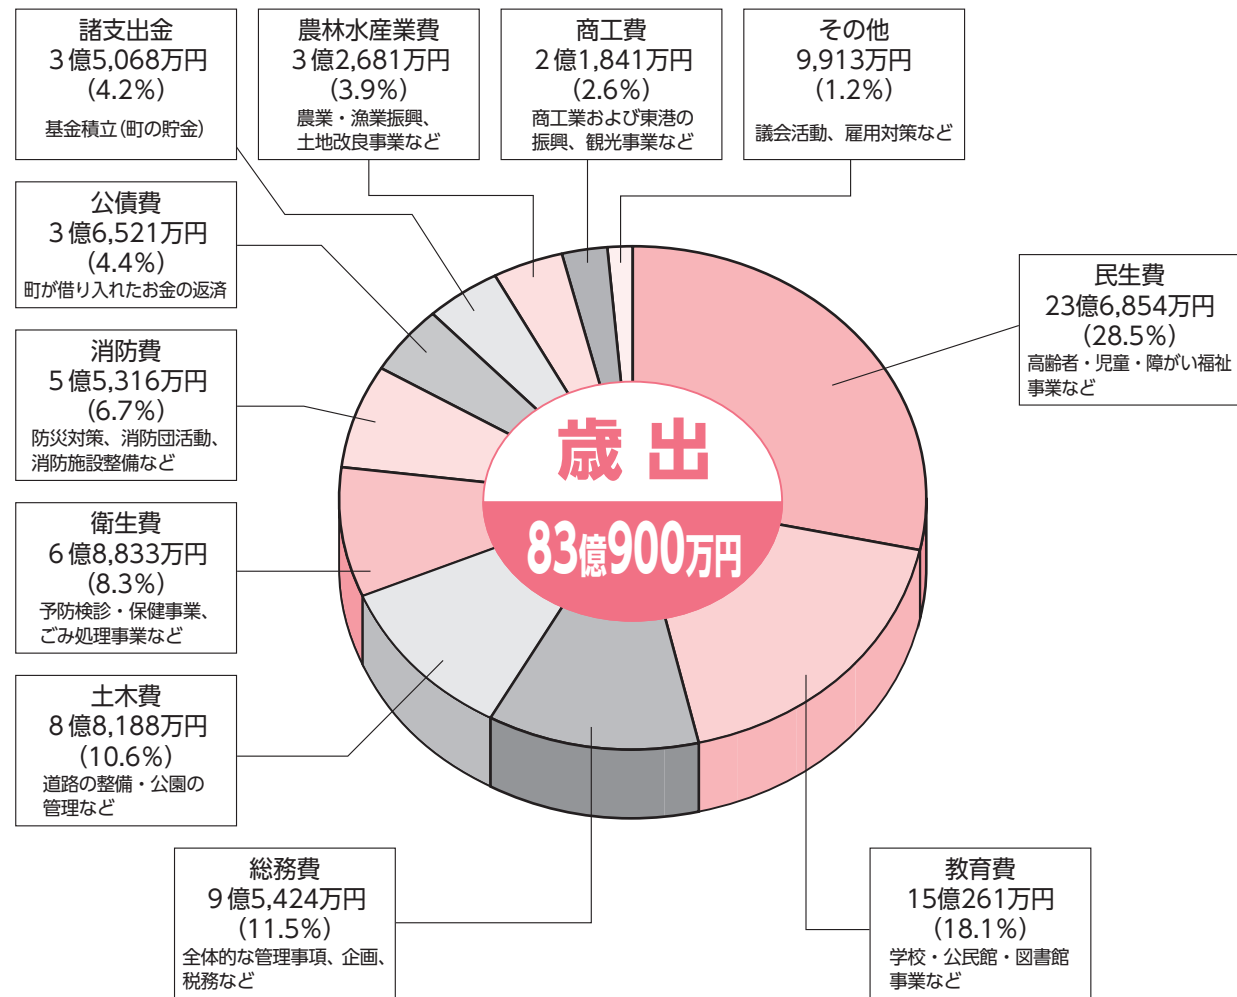 諸支出金
3億5,068万円
(4.2%)
基金積立(町の貯金)
農林水産業費
3億2,681万円
(3.9%)
農業・漁業振興、
土地改良事業など
商工費
2億1,841万円
(2.6%)
商工業および東港の
振興、観光事業など
その他
9,913万円
(1.2%)
議会活動、雇用対策など
公債費
3億6,521万円
(4.4%)
町が借り入れたお金の返済
民生費
23億6,854万円
(28.5%)
高齢者・児童・障がい福祉
事業など
消防費
5億5,316万円
(6.7%)
防災対策、消防団活動、
消防施設整備など
歳出
83億900万円
衛生費
6億8,833万円
(8.3%)
予防検診・保健事業、
ごみ処理事業など
土木費
8億8,188万円
(10.6%)
道路の整備・公園の
管理など
総務費
9億5,424万円
(11.5%)
全体的な管理事項、企画、
税務など
教育費
15億261万円
(18.1%)
学校・公民館・図書館
事業など